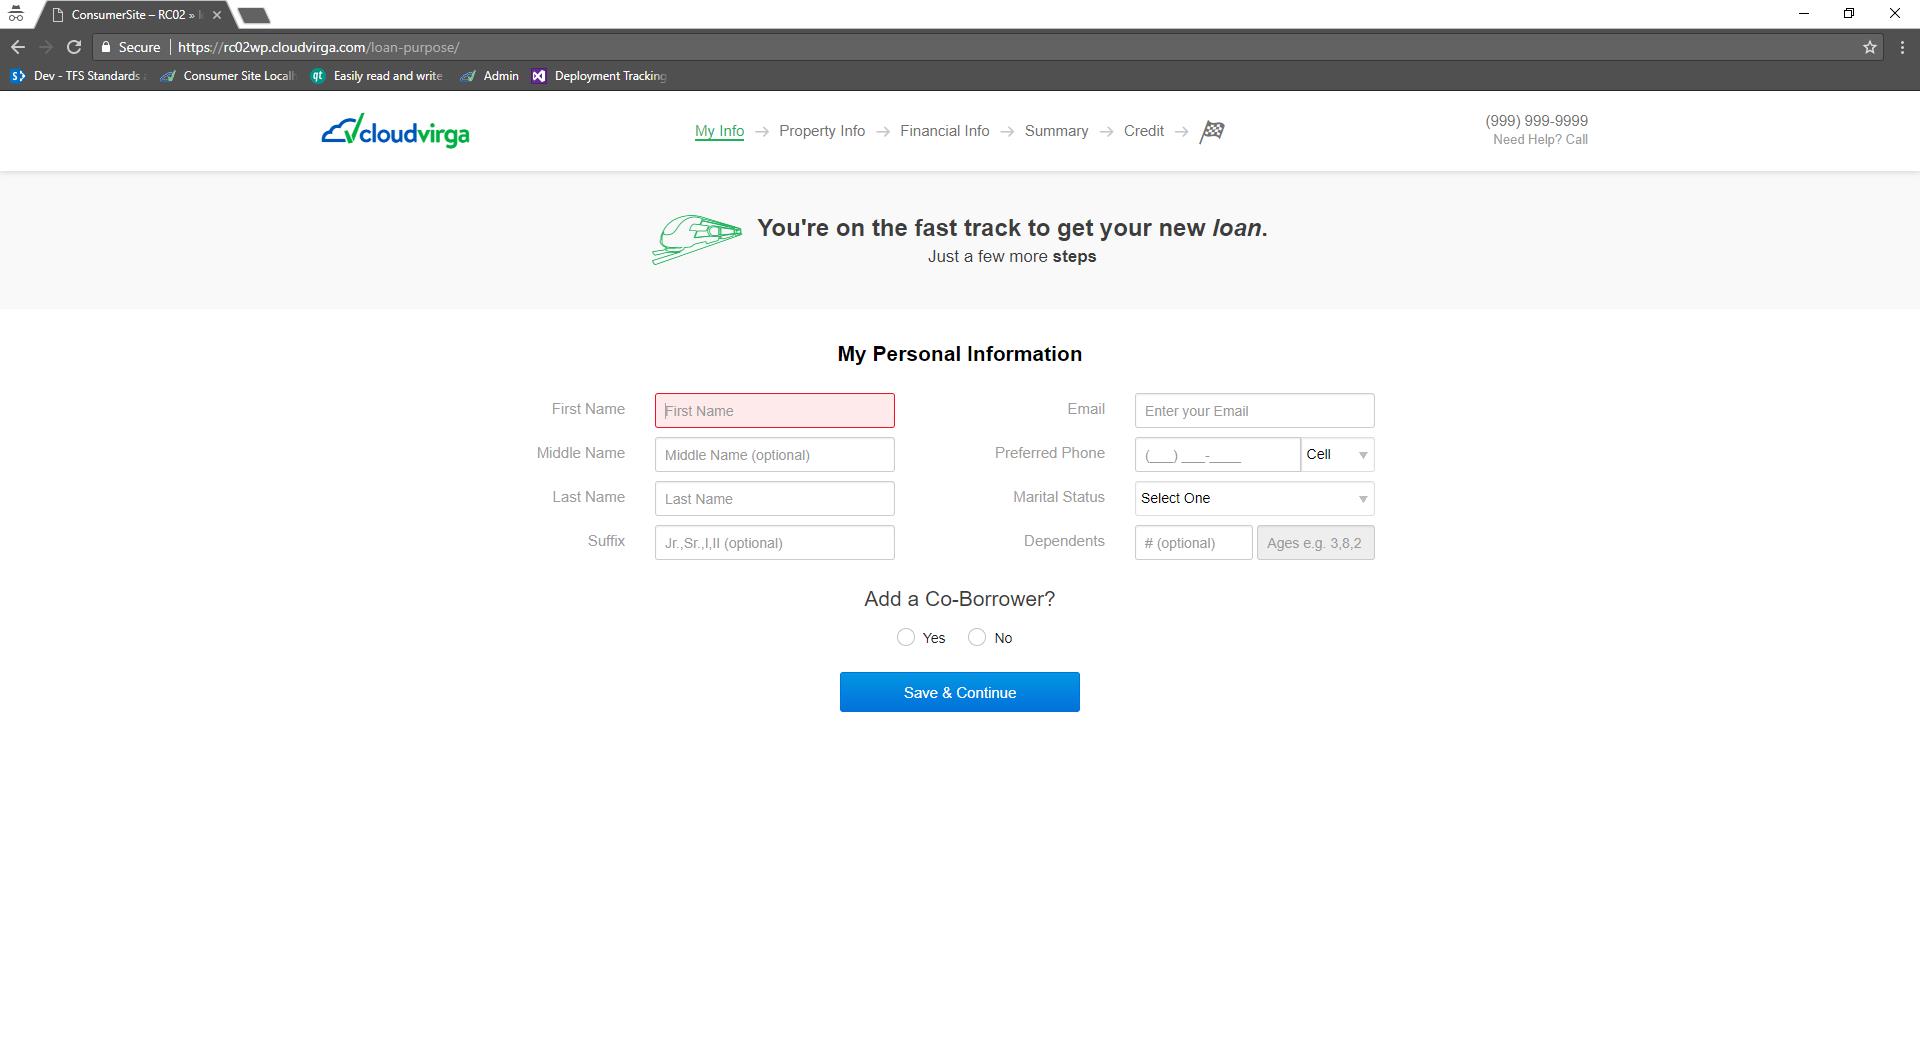 ConsumerSite – RC02 »
Secure https://rc02wp.cloudvirga.com/loan-purpose/
Dev - TFS Standards Consumer Site Local Easily read and write Admin Deployment Tracking
cloudvirga
My Info Property Info Financial Info Summary Credit
(999) 999-9999
Need Help? Call
You're on the fast track to get your new loan.
Just a few more steps
My Personal Information
First Name First Name
Middle Name Middle Name (optional)
Last Name Last Name
Suffix Jr.,Sr.,I,II (optional)
Email Enter your Email
Preferred Phone (___) ___-____ Cell
Marital Status Select One
Dependents # (optional) Ages e.g. 3,8,2
Add a Co-Borrower?
Yes No
Save & Continue